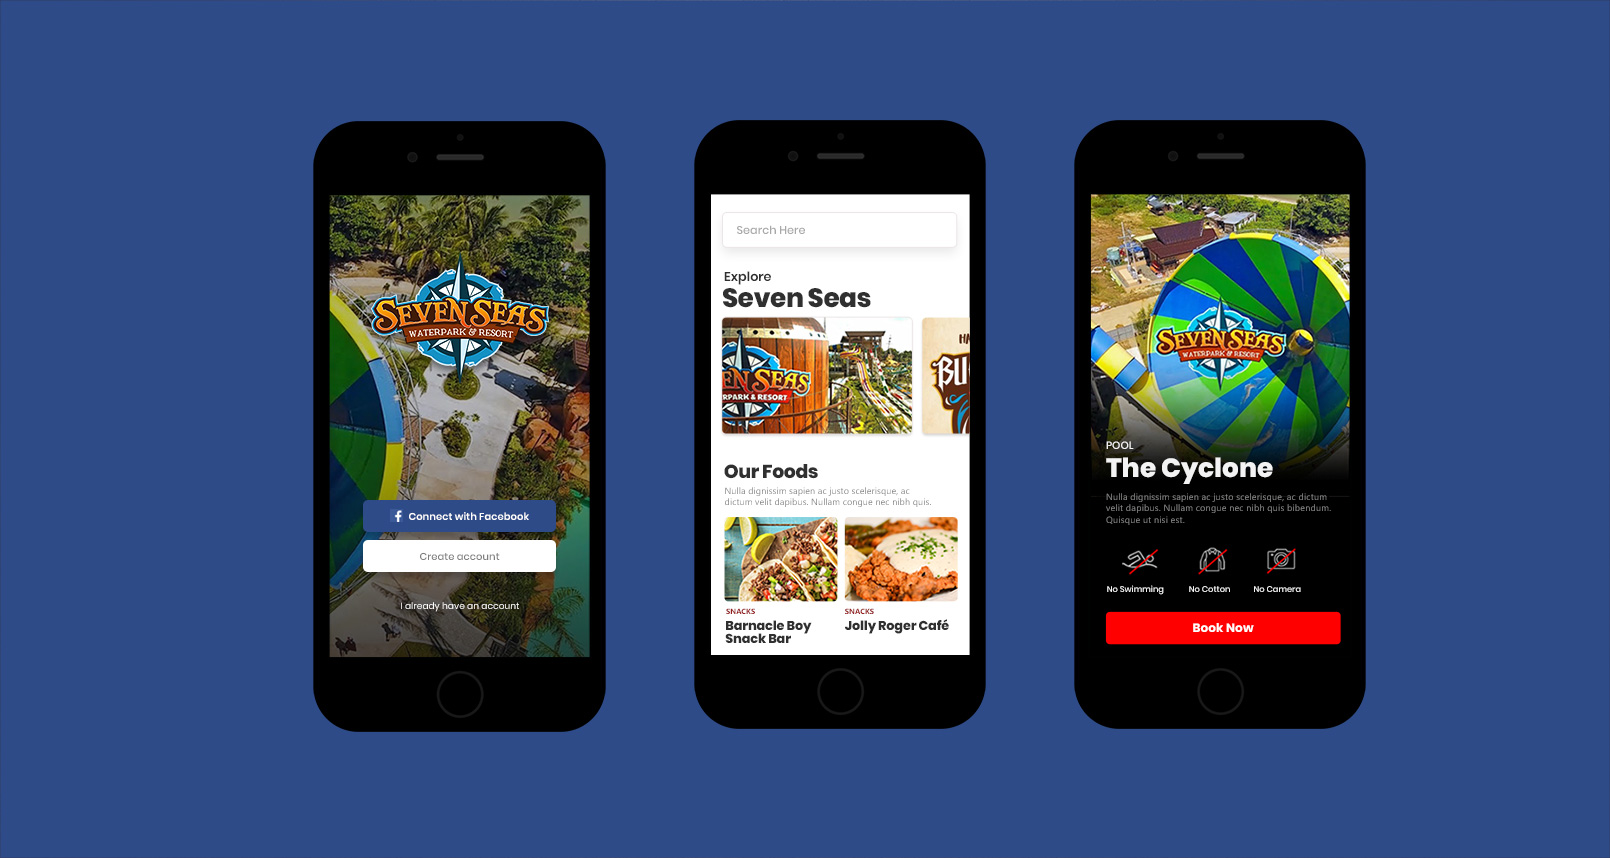 SEVEN SEAS
WATERPARK & RESORT
Connect with Facebook
Create account
I already have an account
Search Here
Explore
Seven Seas
EN SEAS
RPARK & RESORT
BU
Our Foods
Nulla dignissim sapien ac justo scelerisque, ac
dictum velit dapibus. Nullam congue nec nibh quis.
SNACKS
Barnacle Boy
Snack Bar
SNACKS
Jolly Roger Café
SEVEN SEAS
WATERPARK & RESORT
POOL
The Cyclone
Nulla dignissim sapien ac justo scelerisque, ac dictum
velit dapibus. Nullam congue nec nibh quis bibendum.
Quisque ut nisi est.
No Swimming
No Cotton
No Camera
Book Now